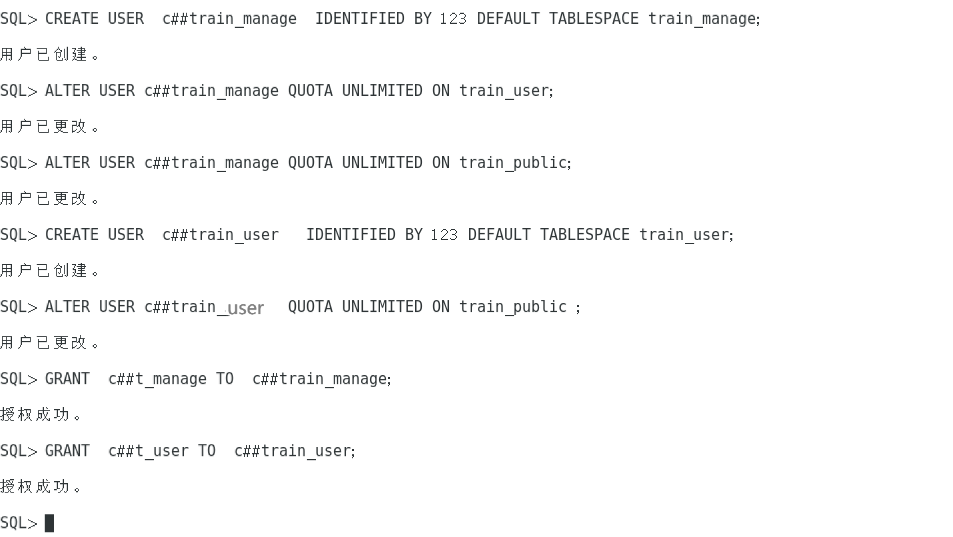 SQL> CREATE USER  c##train_manage  IDENTIFIED BY 123 DEFAULT TABLESPACE train_manage;
用户已创建。
SQL> ALTER USER c##train_manage QUOTA UNLIMITED ON train_user;
用户已更改。
SQL> ALTER USER c##train_manage QUOTA UNLIMITED ON train_public;
用户已更改。
SQL> CREATE USER  c##train_user   IDENTIFIED BY 123 DEFAULT TABLESPACE train_user;
用户已创建。
SQL> ALTER USER c##train_user   QUOTA UNLIMITED ON train_public ;
用户已更改。
SQL> GRANT  c##t_manage TO  c##train_manage;
授权成功。
SQL> GRANT  c##t_user TO  c##train_user;
授权成功。
SQL>